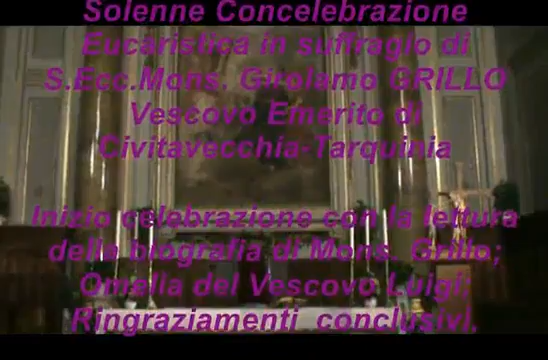 Solenne Concelebrazione
Eucaristica in suffragio di
S.Ecc.Mons. Girolamo GRILLO
Vescovo Emerito di
Civitavecchia-Tarquinia
Inizio celebrazione con la lettura
della biografia di Mons. Grillo;
Omelia del Vescovo Luigi;
Ringraziamenti conclusivi.